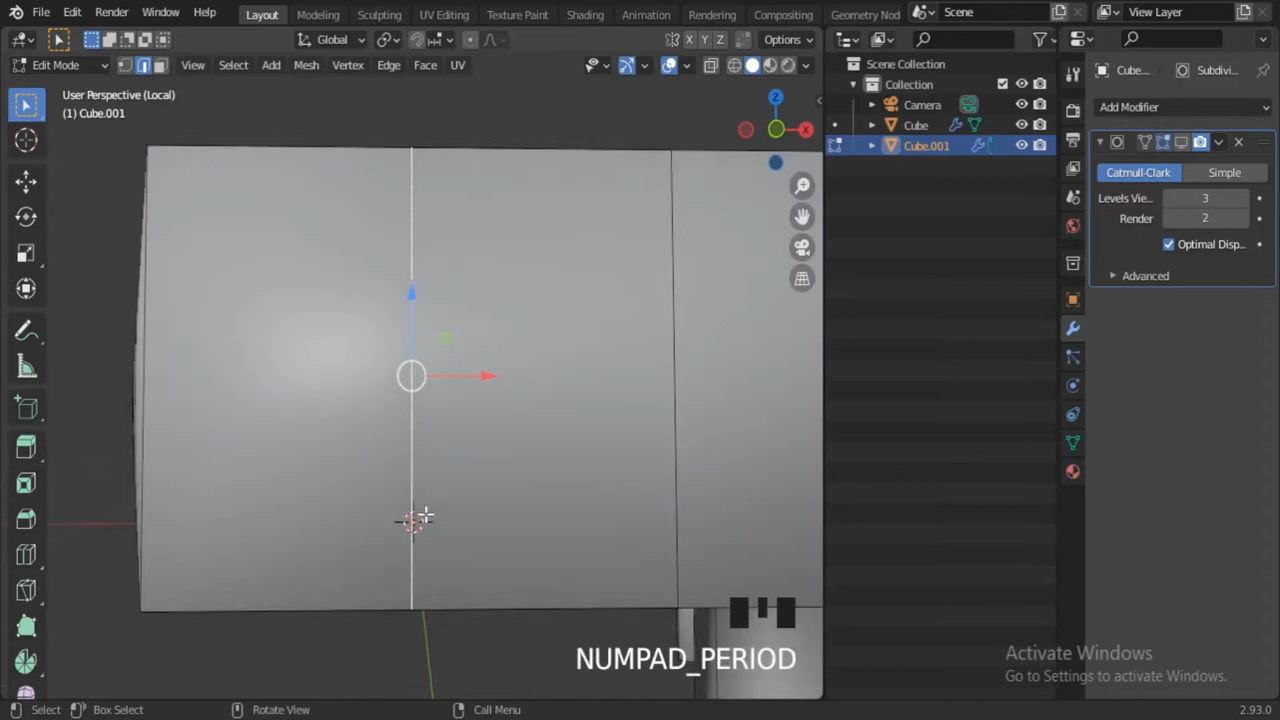 File Edit Render Window Help Layout Modeling Sculpting UV Editing Texture Paint Shading Animation Rendering Compositing Geometry Nod Scene View Layer
Global X Y Z Options
Edit Mode View Select Add Mesh Vertex Edge Face UV
User Perspective (Local)
(1) Cube.001
Z
X
Scene Collection
Collection
Camera
Cube
Cube.001
Cube... Subdivi...
Add Modifier
Catmull-Clark Simple
Levels Vie... 3
Render 2
Optimal Disp...
Advanced
NUMPAD_PERIOD
Activate Windows
Go to Settings to activate Windows.
Select Box Select Rotate View Call Menu 2.93.0